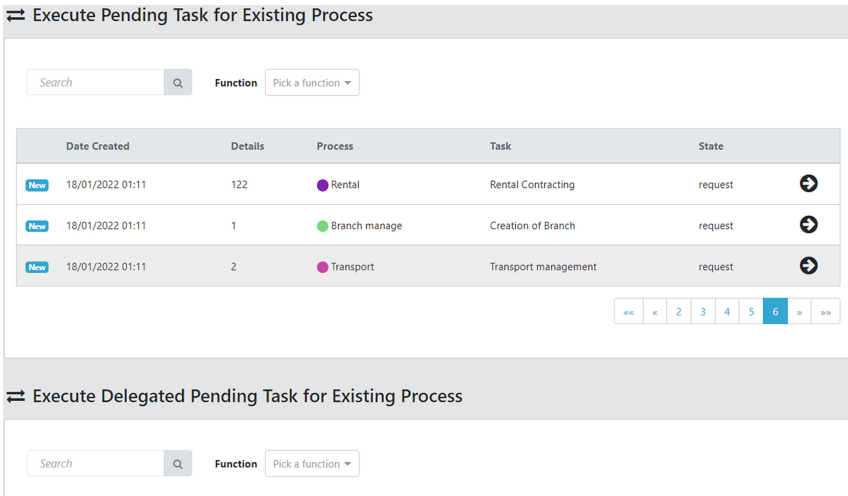 Execute Pending Task for Existing Process
Search Function Pick a function
Date Created Details Process Task State
New 18/01/2022 01:11 122 Rental Rental Contracting request
New 18/01/2022 01:11 1 Branch manage Creation of Branch request
New 18/01/2022 01:11 2 Transport Transport management request
«« « 2 3 4 5 6 » »»
Execute Delegated Pending Task for Existing Process
Search Function Pick a function